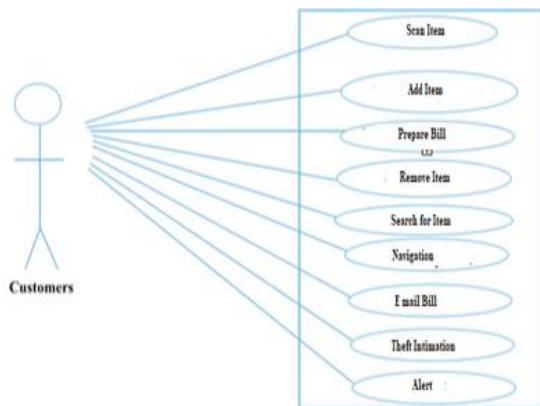 Scan Item
Add Item
Prepare Bill
Remove Item
Search for Item
Navigation
E mail Bill
Theft Intimation
Alert
Customers